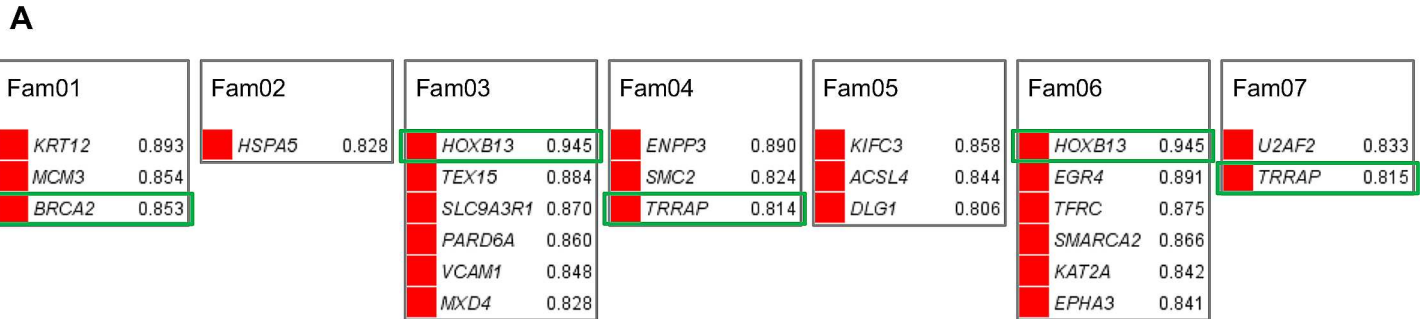 A
Fam01
KRT12 0.893
MCM3 0.854
BRCA2 0.853
Fam02
HSPA5 0.828
Fam03
HOXB13 0.945
TEX15 0.884
SLC9A3R1 0.870
PARD6A 0.860
VCAM1 0.848
MXD4 0.828
Fam04
ENPP3 0.890
SMC2 0.824
TRRAP 0.814
Fam05
KIFC3 0.858
ACSL4 0.844
DLG1 0.806
Fam06
HOXB13 0.945
EGR4 0.891
TFRC 0.875
SMARCA2 0.866
KAT2A 0.842
EPHA3 0.841
Fam07
U2AF2 0.833
TRRAP 0.815